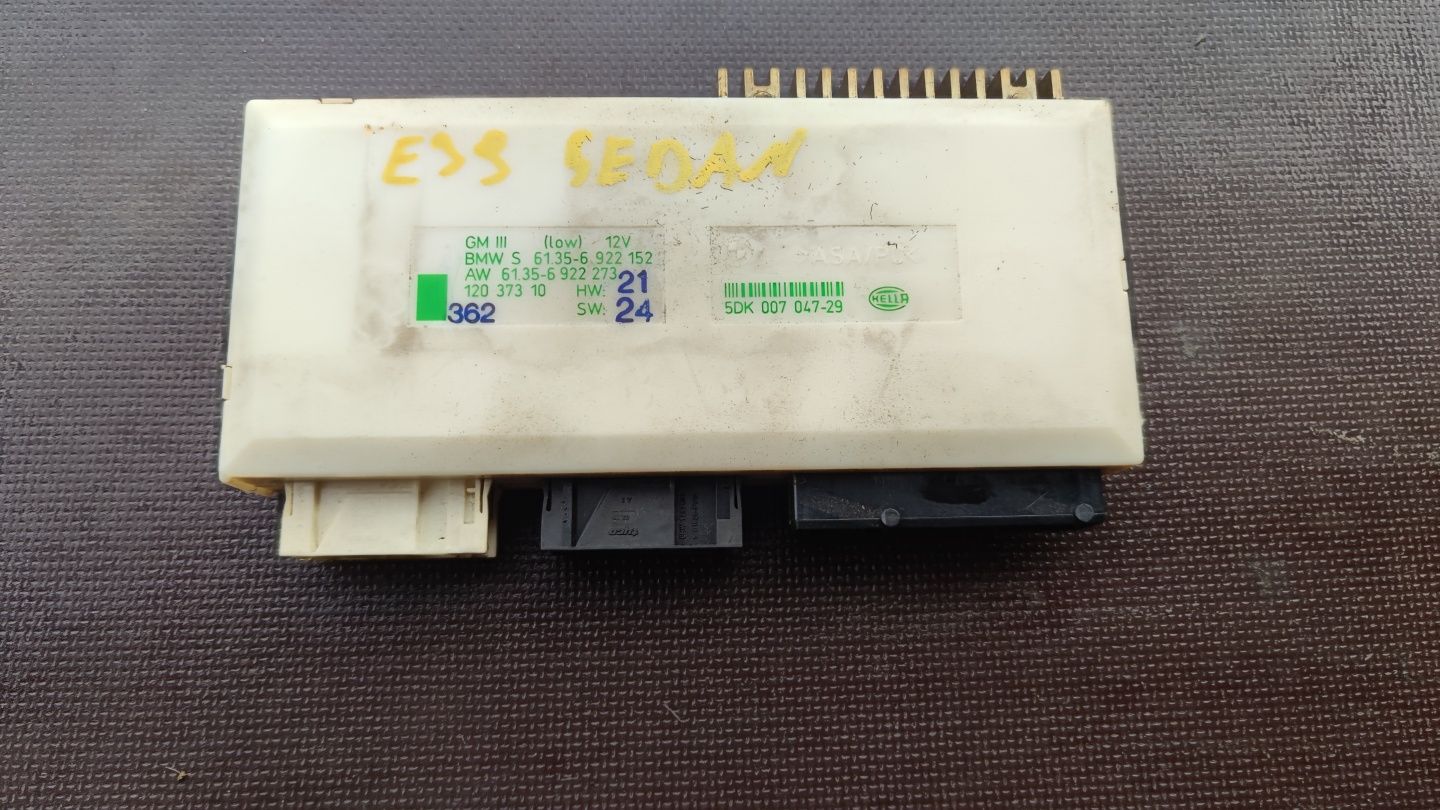 E39 SEDAN
GM III (low) 12V
BMW S 61.35-6 922 152
AW 61.35-6 922 273
120 373 10 HW: 21
362 SW: 24
5DK 007 047-29 HELLA